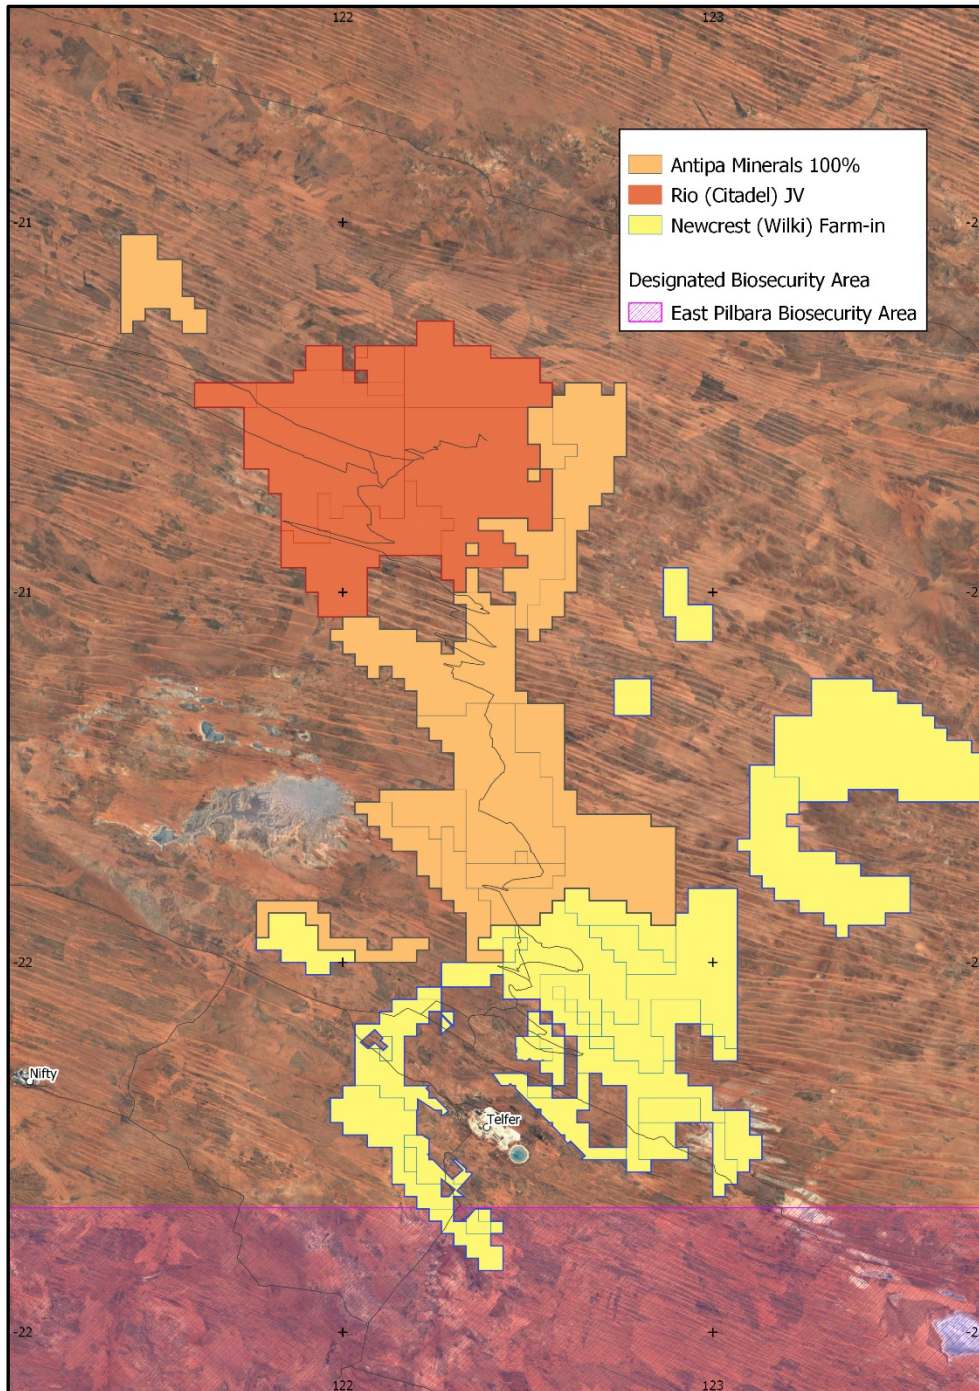 122 123
Antipa Minerals 100%
Rio (Citadel) JV
Newcrest (Wilki) Farm-in
Designated Biosecurity Area
East Pilbara Biosecurity Area
-21
-21
-22
Nifty
Telfer
-22
122 123